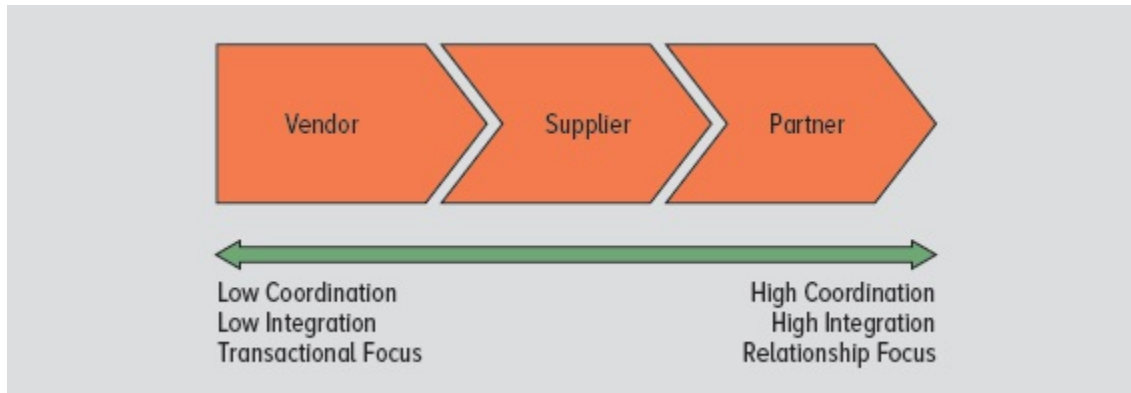 Vendor
Supplier
Partner
Low Coordination
Low Integration
Transactional Focus
High Coordination
High Integration
Relationship Focus